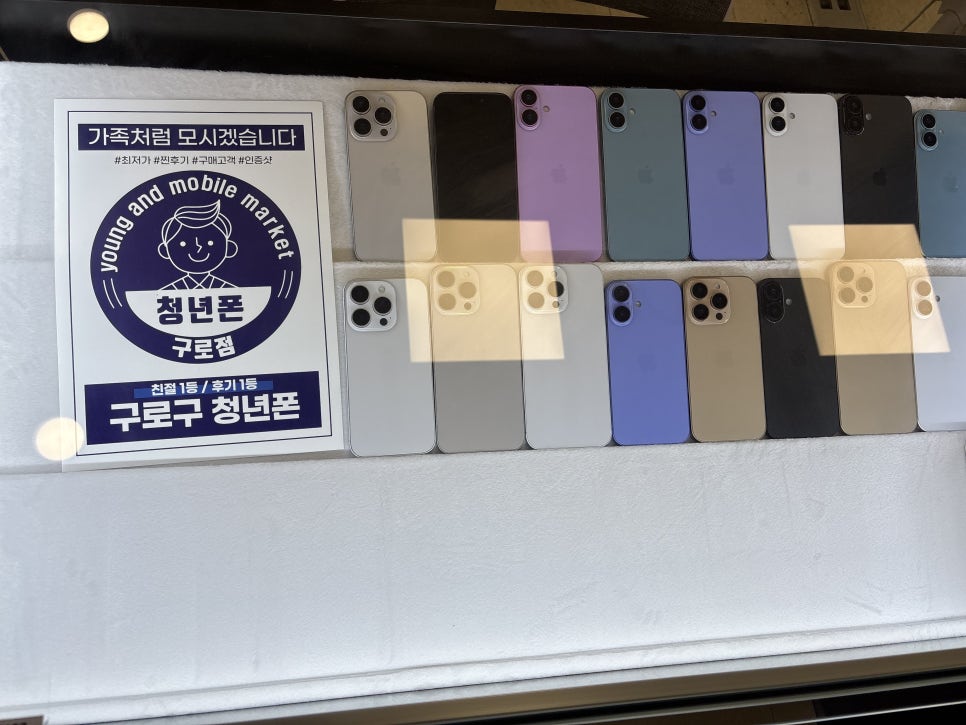 가족처럼 모시겠습니다
#최저가 #찐후기 #구매고객 #인증샷
young and mobile market
청년폰
구로점
친절 1등 / 후기 1등
구로구 청년폰